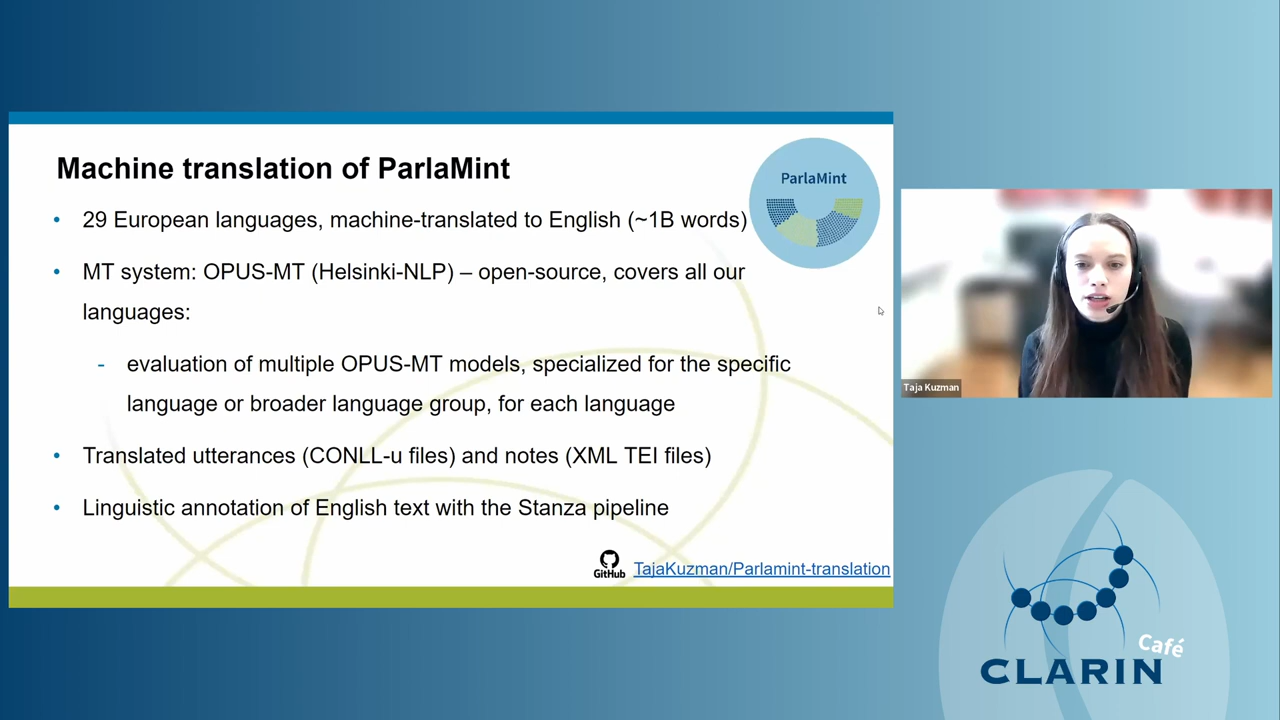 Machine translation of ParlaMint
ParlaMint
• 29 European languages, machine-translated to English (~1B words)
• MT system: OPUS-MT (Helsinki-NLP) – open-source, covers all our
languages:
- evaluation of multiple OPUS-MT models, specialized for the specific
language or broader language group, for each language
• Translated utterances (CONLL-u files) and notes (XML TEI files)
• Linguistic annotation of English text with the Stanza pipeline
GitHub
TajaKuzman/Parlamint-translation
Taja Kuzman
Café
CLARIN